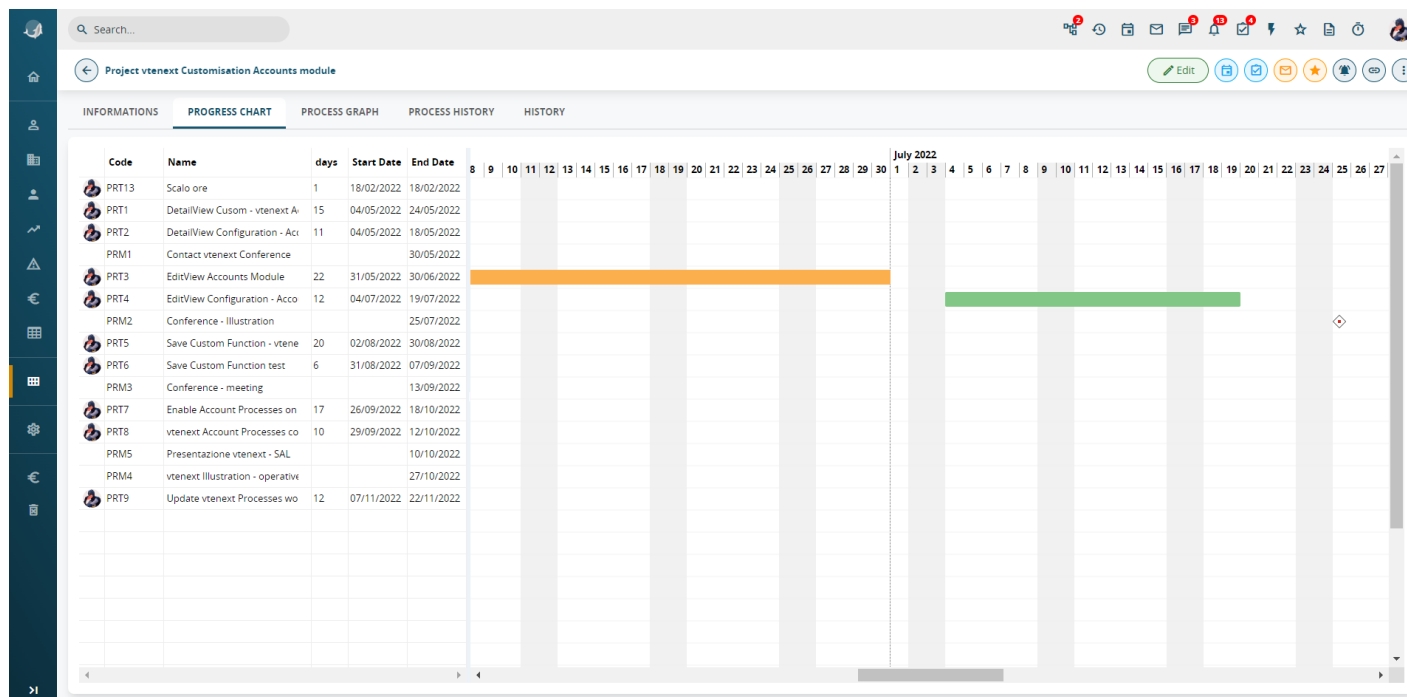 Search...
2
3
13
4
Project vtenext Customisation Accounts module
Edit
INFORMATIONS PROGRESS CHART PROCESS GRAPH PROCESS HISTORY HISTORY
July 2022
Code Name days Start Date End Date
8 9 10 11 12 13 14 15 16 17 18 19 20 21 22 23 24 25 26 27 28 29 30 1 2 3 4 5 6 7 8 9 10 11 12 13 14 15 16 17 18 19 20 21 22 23 24 25 26 27
PRT13 Scalo ore 1 18/02/2022 18/02/2022
PRT1 DetailView Cusom - vtenext A 15 04/05/2022 24/05/2022
PRT2 DetailView Configuration - Acc 11 04/05/2022 18/05/2022
PRM1 Contact vtenext Conference 30/05/2022
PRT3 EditView Accounts Module 22 31/05/2022 30/06/2022
PRT4 EditView Configuration - Acco 12 04/07/2022 19/07/2022
PRM2 Conference - Illustration 25/07/2022
PRT5 Save Custom Function - vtene 20 02/08/2022 30/08/2022
PRT6 Save Custom Function test 6 31/08/2022 07/09/2022
PRM3 Conference - meeting 13/09/2022
PRT7 Enable Account Processes on 17 26/09/2022 18/10/2022
PRT8 vtenext Account Processes co 10 29/09/2022 12/10/2022
PRM5 Presentazione vtenext - SAL 10/10/2022
PRM4 vtenext Illustration - operative 27/10/2022
PRT9 Update vtenext Processes wo 12 07/11/2022 22/11/2022